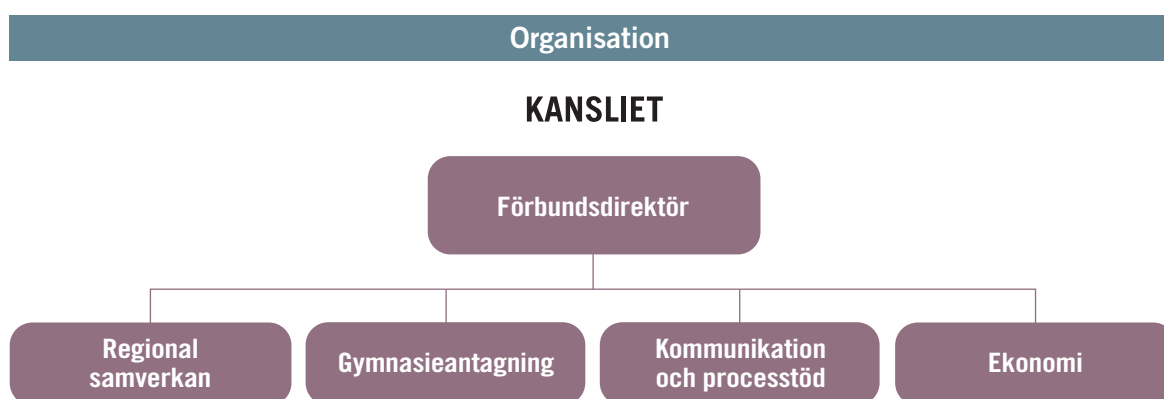 Organisation
KANSLIET
Förbundsdirektör
Regional
samverkan
Gymnasieantagning
Kommunikation
och processtöd
Ekonomi